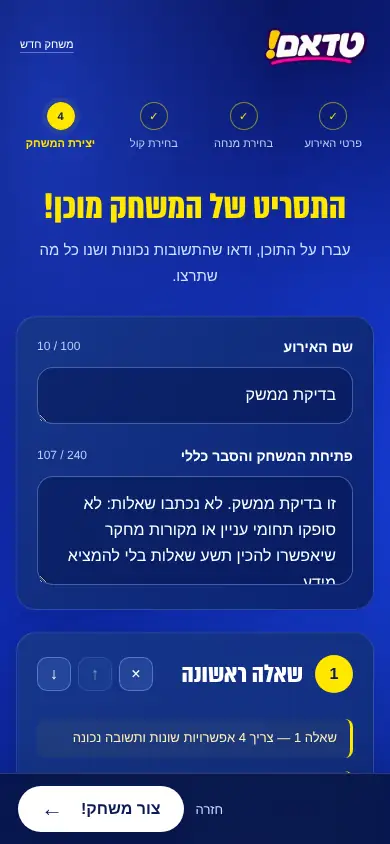 טדאם!
משחק חדש
✓ ✓ ✓ 4
פרטי האירוע
בחירת מנחה
בחירת קול
יצירת המשחק
התסריט של המשחק מוכן!
עברו על התוכן, ודאו שהתשובות נכונות ושנו כל מה
שתרצו.
שם האירוע
10 / 100
בדיקת ממשק
פתיחת המשחק והסבר כללי
107 / 240
זו בדיקת ממשק. לא נכתבו שאלות: לא
סופקו תחומי עניין או מקורות מחקר
שיאפשרו להכין תשע שאלות בלי להמציא
מידע
1
שאלה ראשונה
× ↑ ↓
שאלה 1 — צריך 4 אפשרויות שונות ותשובה נכונה
חזרה
צור משחק! ←